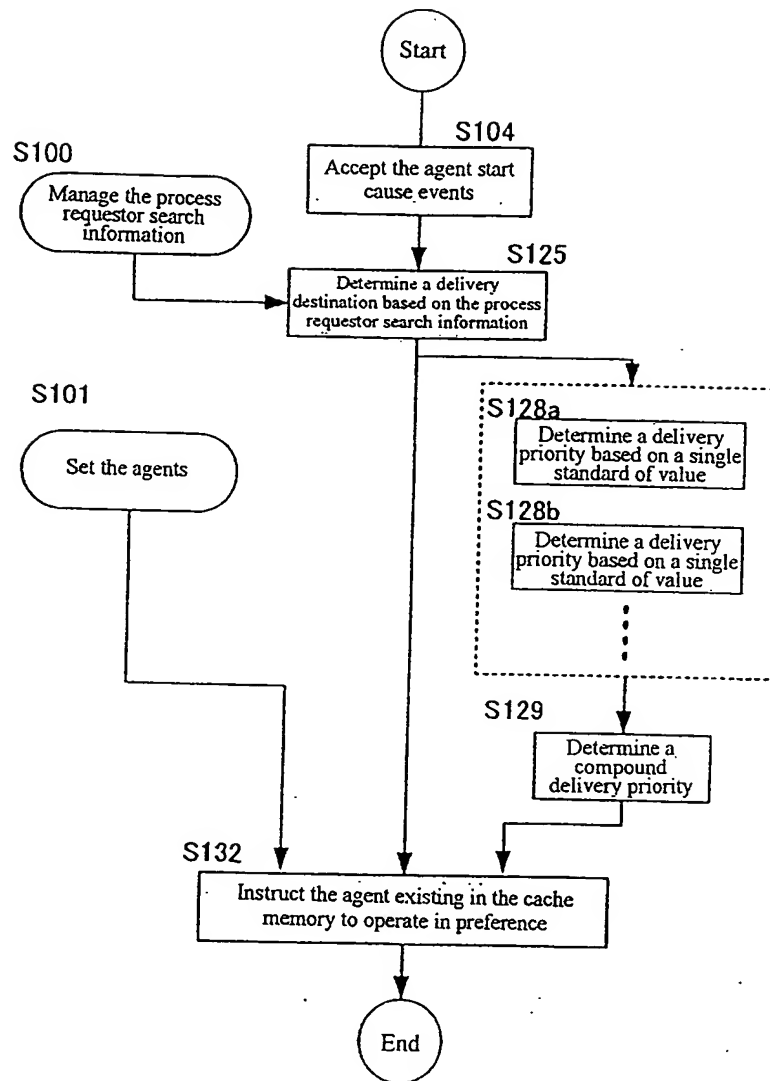 Start
S104
Accept the agent start
cause events
S100
Manage the process
requestor search
information
S125
Determine a delivery
destination based on the process
requestor search information
S101
Set the agents
S128a
Determine a delivery
priority based on a single
standard of value
S128b
Determine a delivery
priority based on a single
standard of value
S129
Determine a
compound
delivery priority
S132
Instruct the agent existing in the cache
memory to operate in preference
End